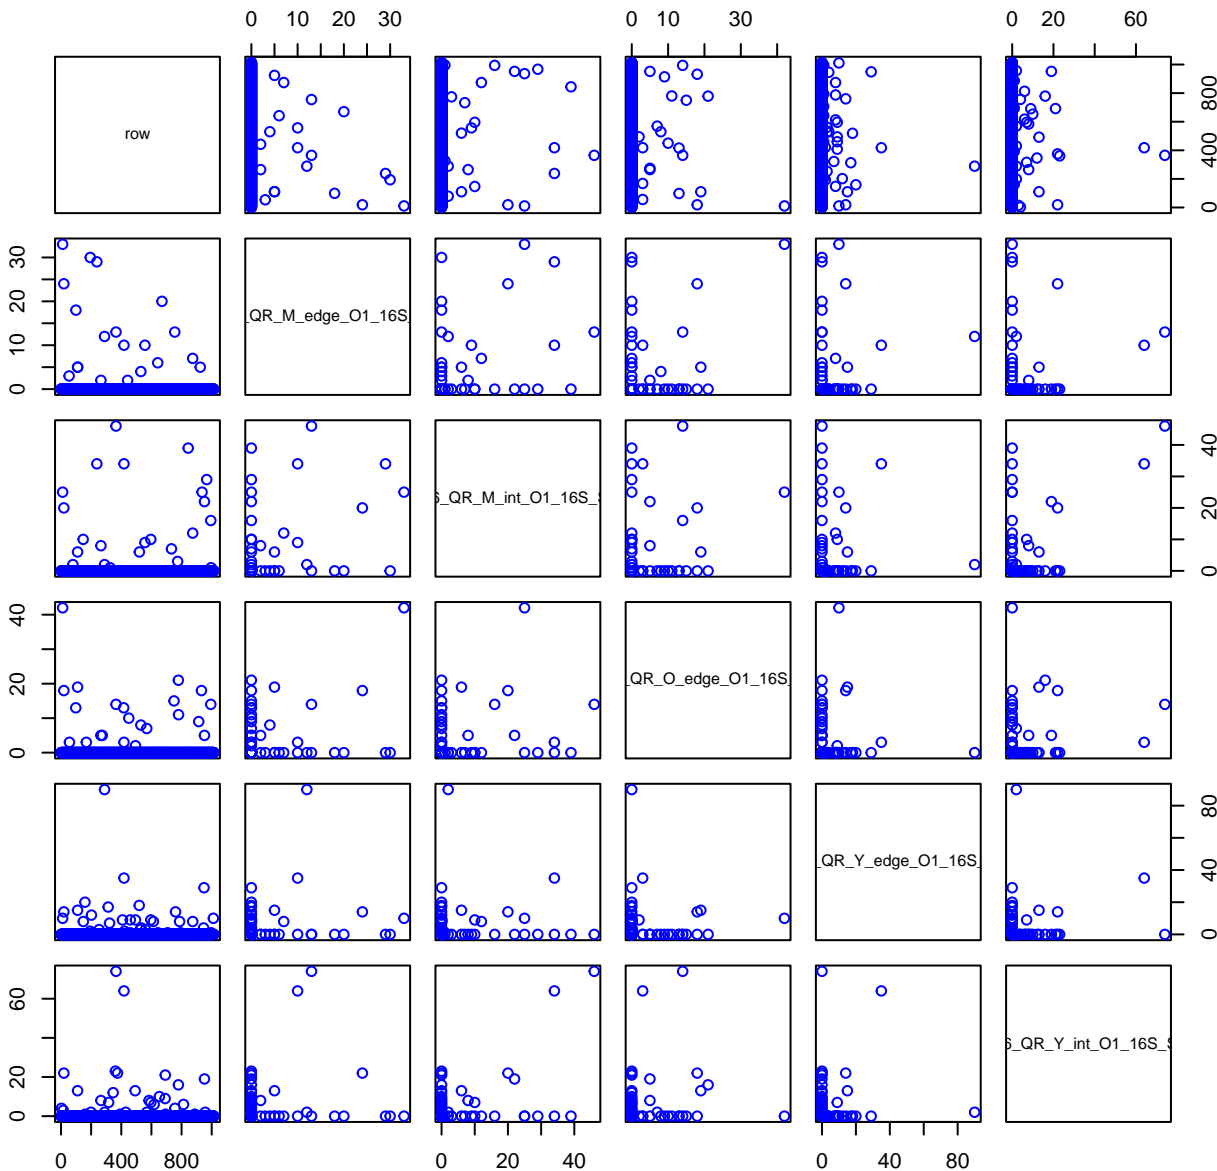 0 10 20 30 0 10 30 0 20 60
row
0 400 800
0 10 20 30
_QR_M_edge_O1_16S_
6_QR_M_int_O1_16S_S
0 20 40
0 20 40
_QR_O_edge_O1_16S_
_QR_Y_edge_O1_16S_
0 40 80
0 20 60
6_QR_Y_int_O1_16S_S
0 400 800 0 20 40 0 40 80